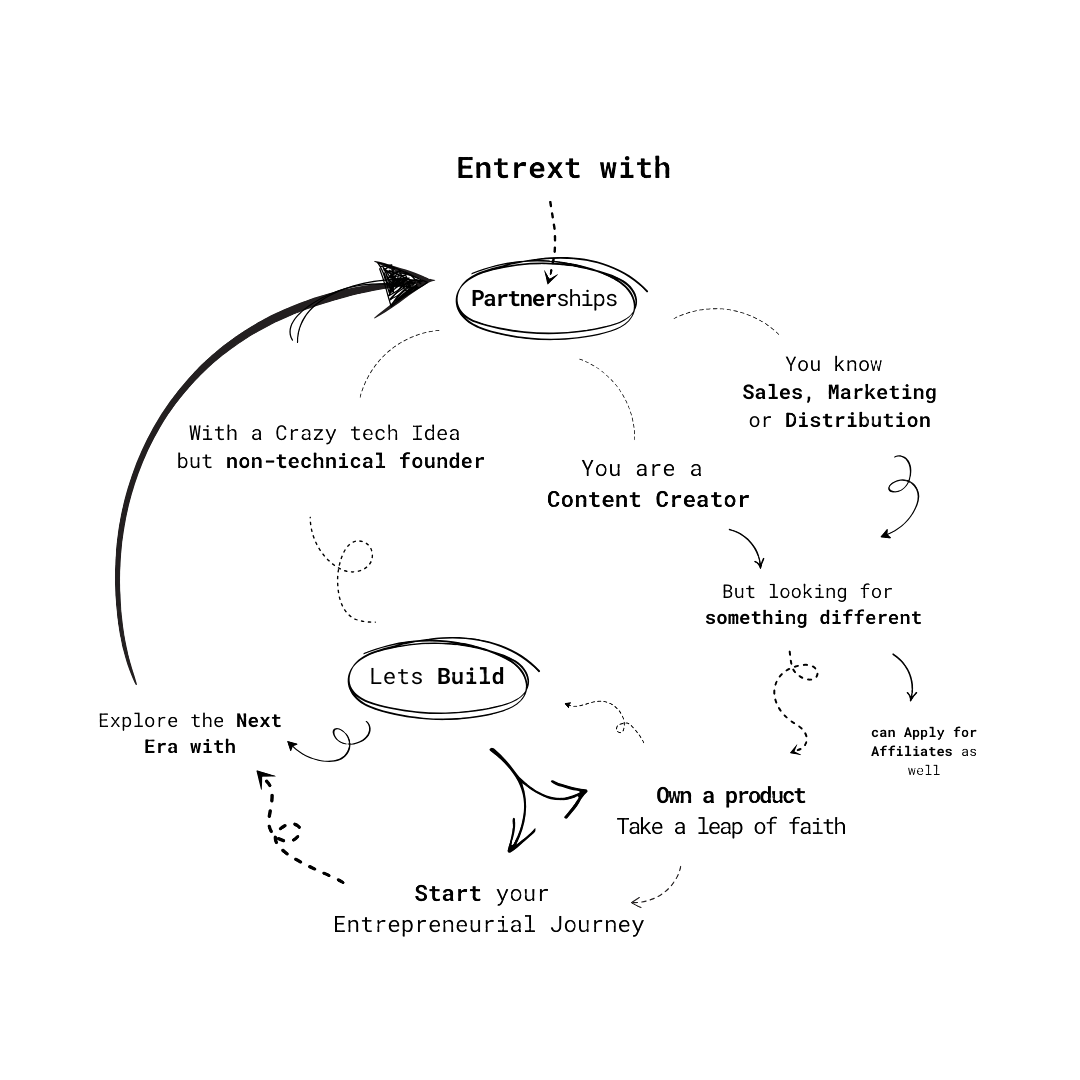 Entrext with
Partnerships
You know
Sales, Marketing
or Distribution
With a Crazy tech Idea
but non-technical founder
You are a
Content Creator
But looking for
something different
Lets Build
Explore the Next
Era with
can Apply for
Affiliates as
well
Own a product
Take a leap of faith
Start your
Entrepreneurial Journey